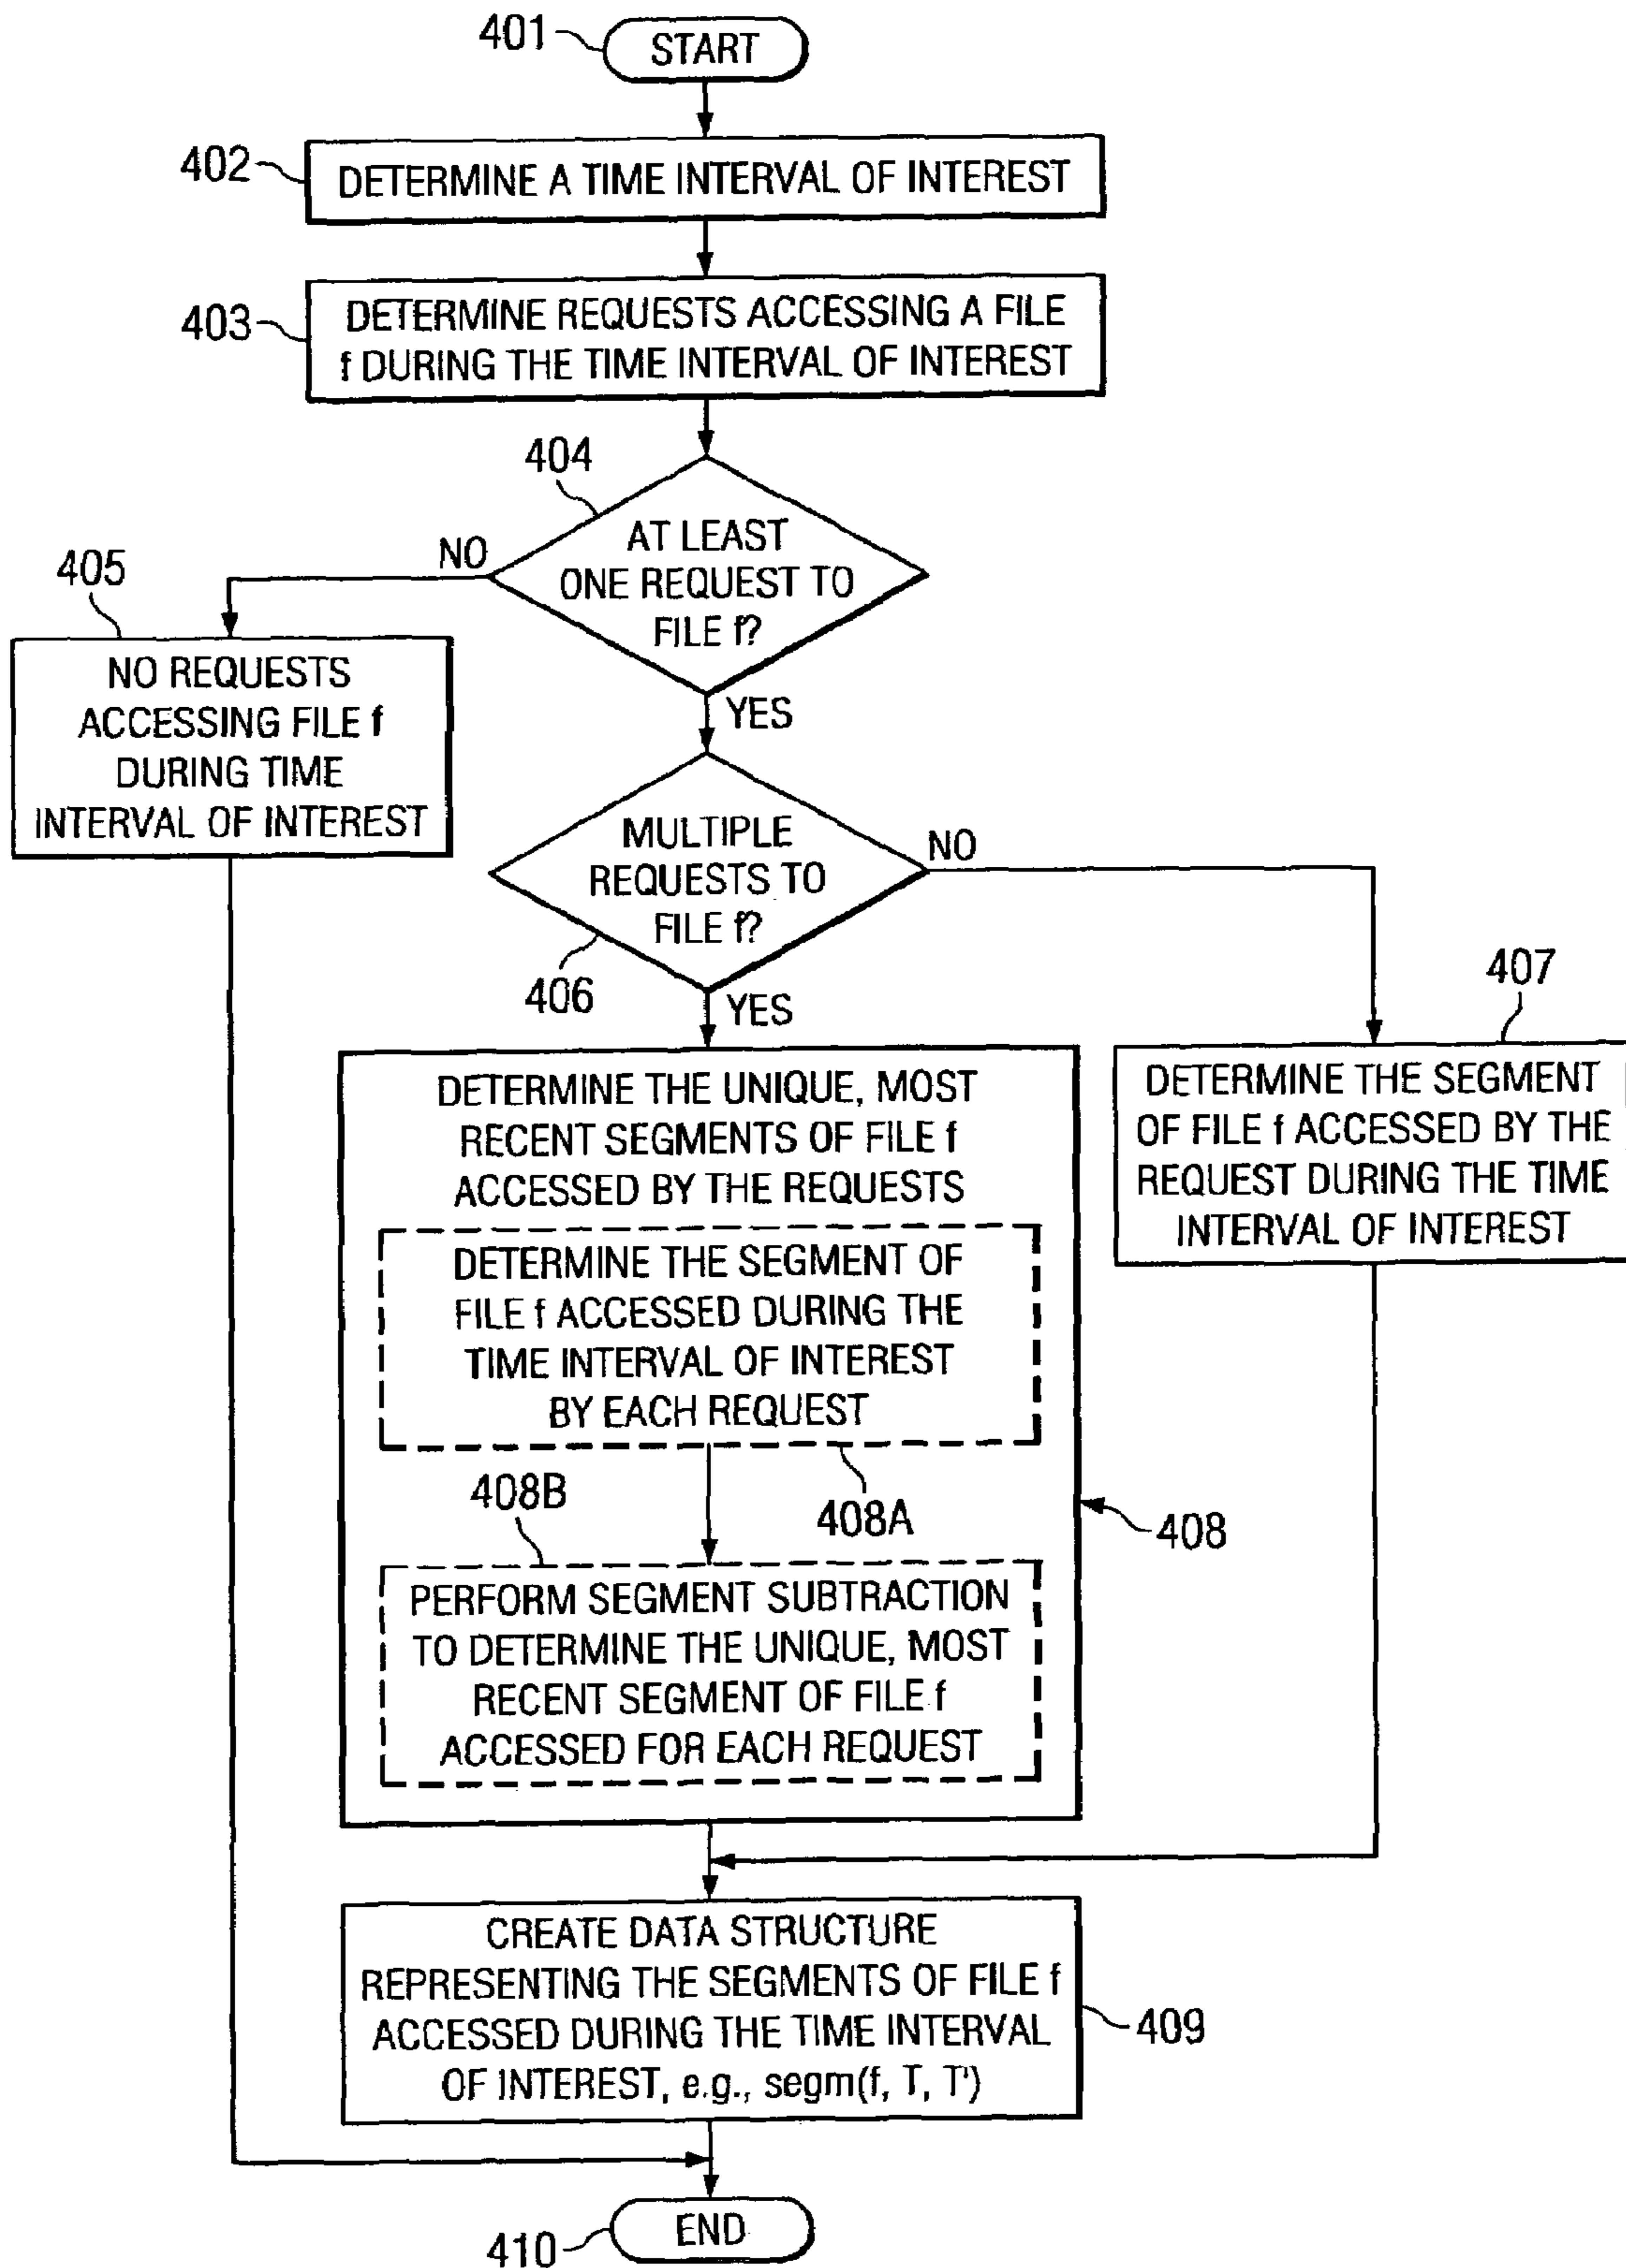 401
START
402
DETERMINE A TIME INTERVAL OF INTEREST
403
DETERMINE REQUESTS ACCESSING A FILE
f DURING THE TIME INTERVAL OF INTEREST
404
AT LEAST
ONE REQUEST TO
FILE f?
NO
YES
405
NO REQUESTS
ACCESSING FILE f
DURING TIME
INTERVAL OF INTEREST
MULTIPLE
REQUESTS TO
FILE f?
406
NO
YES
407
DETERMINE THE SEGMENT
OF FILE f ACCESSED BY THE
REQUEST DURING THE TIME
INTERVAL OF INTEREST
DETERMINE THE UNIQUE, MOST
RECENT SEGMENTS OF FILE f
ACCESSED BY THE REQUESTS
DETERMINE THE SEGMENT OF
FILE f ACCESSED DURING THE
TIME INTERVAL OF INTEREST
BY EACH REQUEST
408A
408B
408
PERFORM SEGMENT SUBTRACTION
TO DETERMINE THE UNIQUE, MOST
RECENT SEGMENT OF FILE f
ACCESSED FOR EACH REQUEST
CREATE DATA STRUCTURE
REPRESENTING THE SEGMENTS OF FILE f
ACCESSED DURING THE TIME INTERVAL
OF INTEREST, e.g., segm(f, T, T')
409
END
410